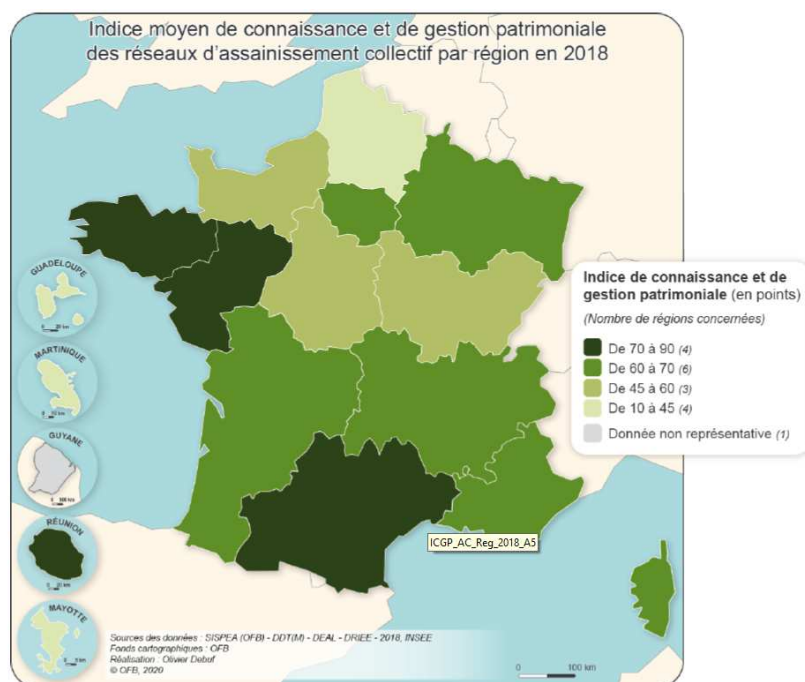 Indice moyen de connaissance et de gestion patrimoniale
des réseaux d'assainissement collectif par région en 2018
GUADELOUPE
MARTINIQUE
GUYANE
RÉUNION
MAYOTTE
Indice de connaissance et de
gestion patrimoniale (en points)
(Nombre de régions concernées)
De 70 à 90 (4)
De 60 à 70 (6)
De 45 à 60 (3)
De 10 à 45 (4)
Donnée non représentative (1)
ICGP_AC_Reg_2018_A5
Sources des données : SISPEA (OFB) - DDT(M) - DEAL - DRIEE - 2018, INSEE
Fonds cartographiques : OFB
Réalisation : Olivier Debuf
© OFB, 2020
0 100 km